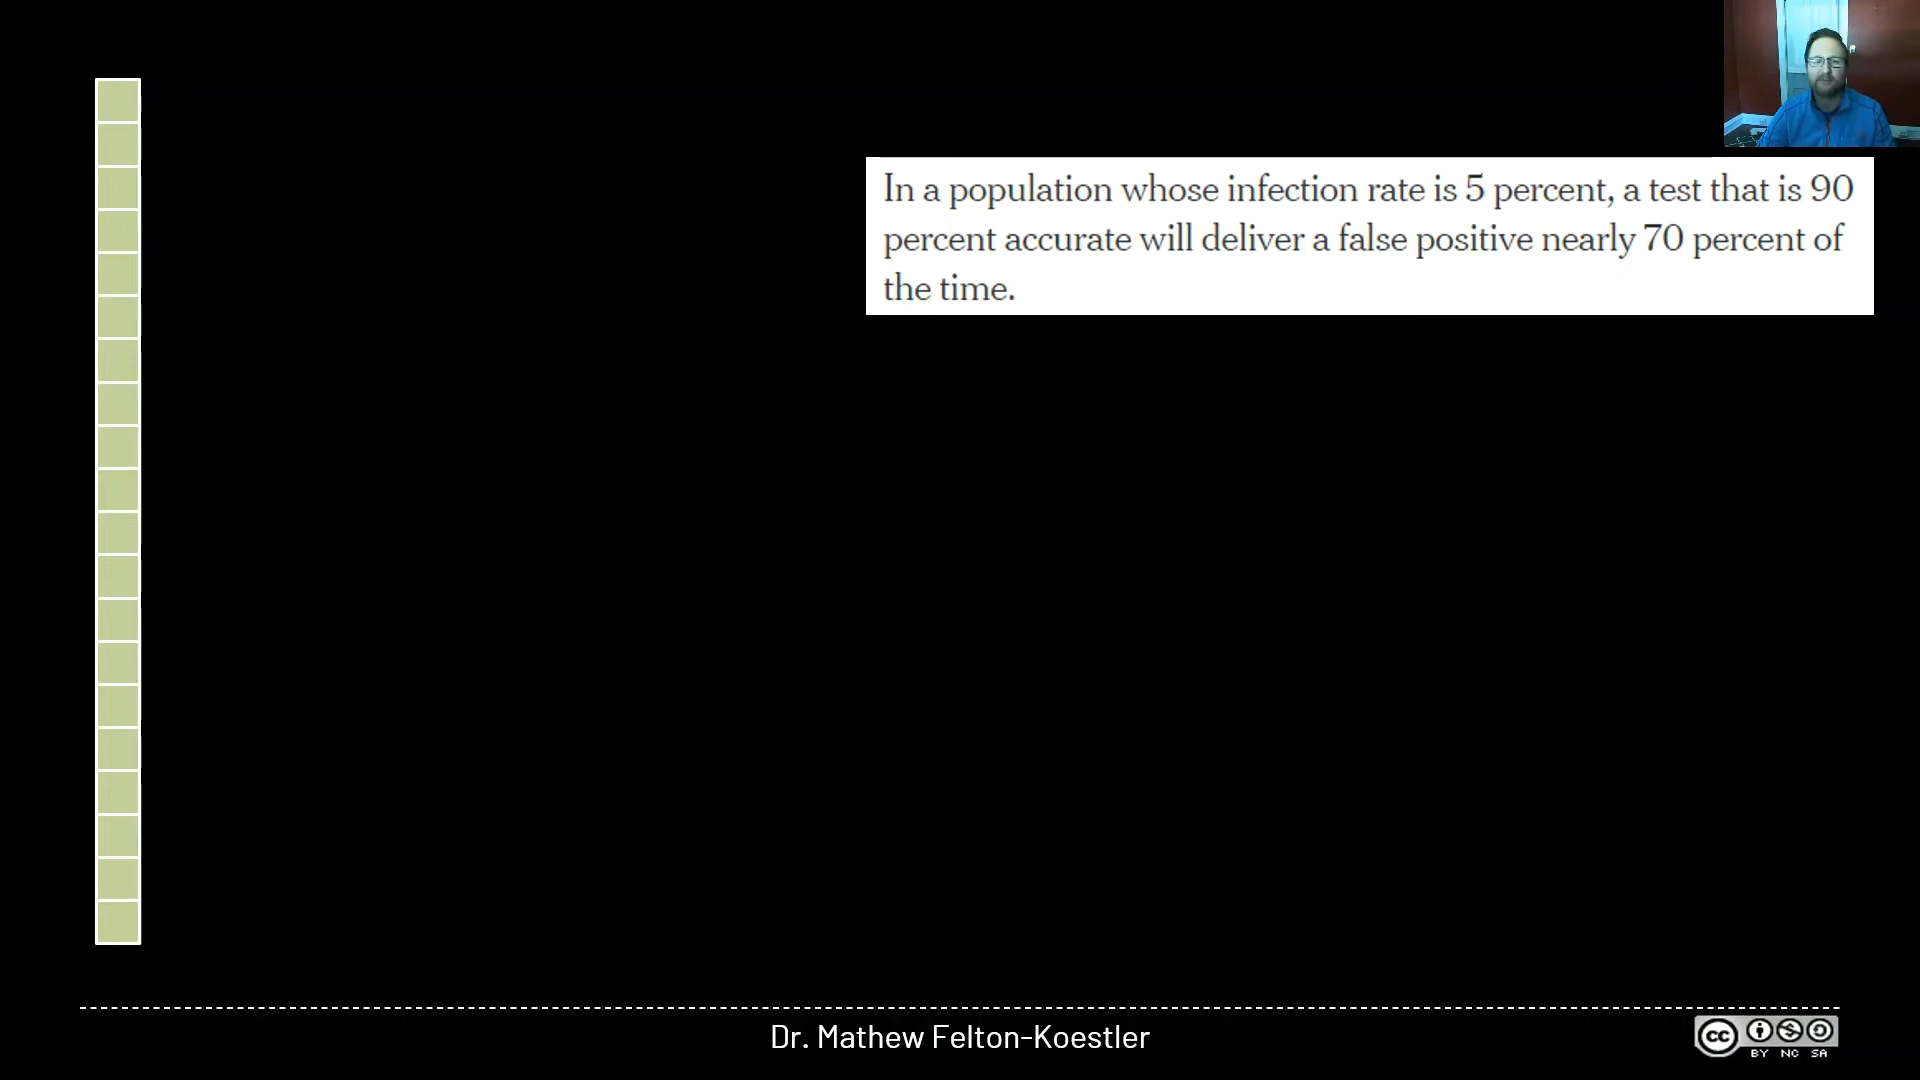 In a population whose infection rate is 5 percent, a test that is 90
percent accurate will deliver a false positive nearly 70 percent of
the time.
Dr. Mathew Felton-Koestler
cc
BY NC SA